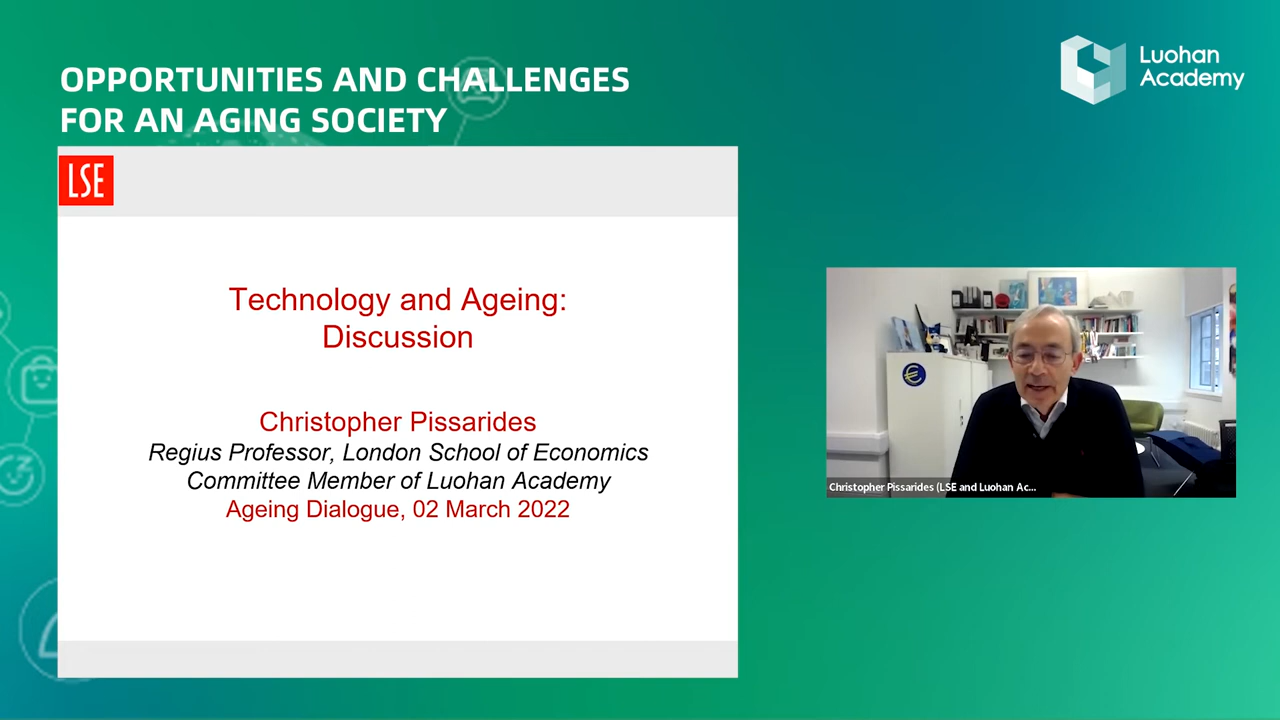 OPPORTUNITIES AND CHALLENGES
FOR AN AGING SOCIETY
Luohan
Academy
LSE
Technology and Ageing:
Discussion
Christopher Pissarides
Regius Professor, London School of Economics
Committee Member of Luohan Academy
Ageing Dialogue, 02 March 2022
€
Christopher Pissarides (LSE and Luohan Ac...